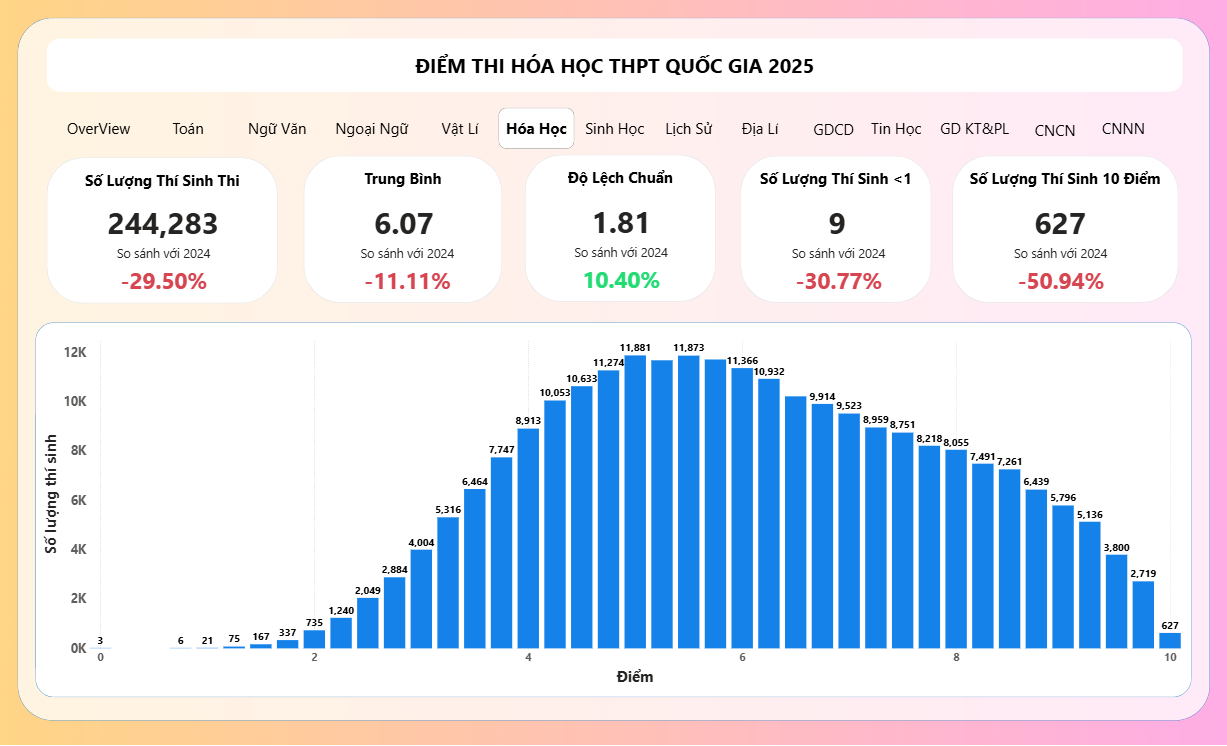 ĐIỂM THI HÓA HỌC THPT QUỐC GIA 2025
OverView Toán Ngữ Văn Ngoại Ngữ Vật Lí Hóa Học Sinh Học Lịch Sử Địa Lí GDCD Tin Học GD KT&PL CNCN CNNN
Số Lượng Thí Sinh Thi
244,283
So sánh với 2024
-29.50%
Trung Bình
6.07
So sánh với 2024
-11.11%
Độ Lệch Chuẩn
1.81
So sánh với 2024
10.40%
Số Lượng Thí Sinh <1
9
So sánh với 2024
-30.77%
Số Lượng Thí Sinh 10 Điểm
627
So sánh với 2024
-50.94%
Số lượng thí sinh
12K
10K
8K
6K
4K
2K
0K
3 6 21 75 167 337 735 1,240 2,049 2,884 4,004 5,316 6,464 7,747 8,913 10,053 10,633 11,274 11,881 11,873 11,366 10,932 9,914 9,523 8,959 8,751 8,218 8,055 7,491 7,261 6,439 5,796 5,136 3,800 2,719 627
0 2 4 6 8 10
Điểm